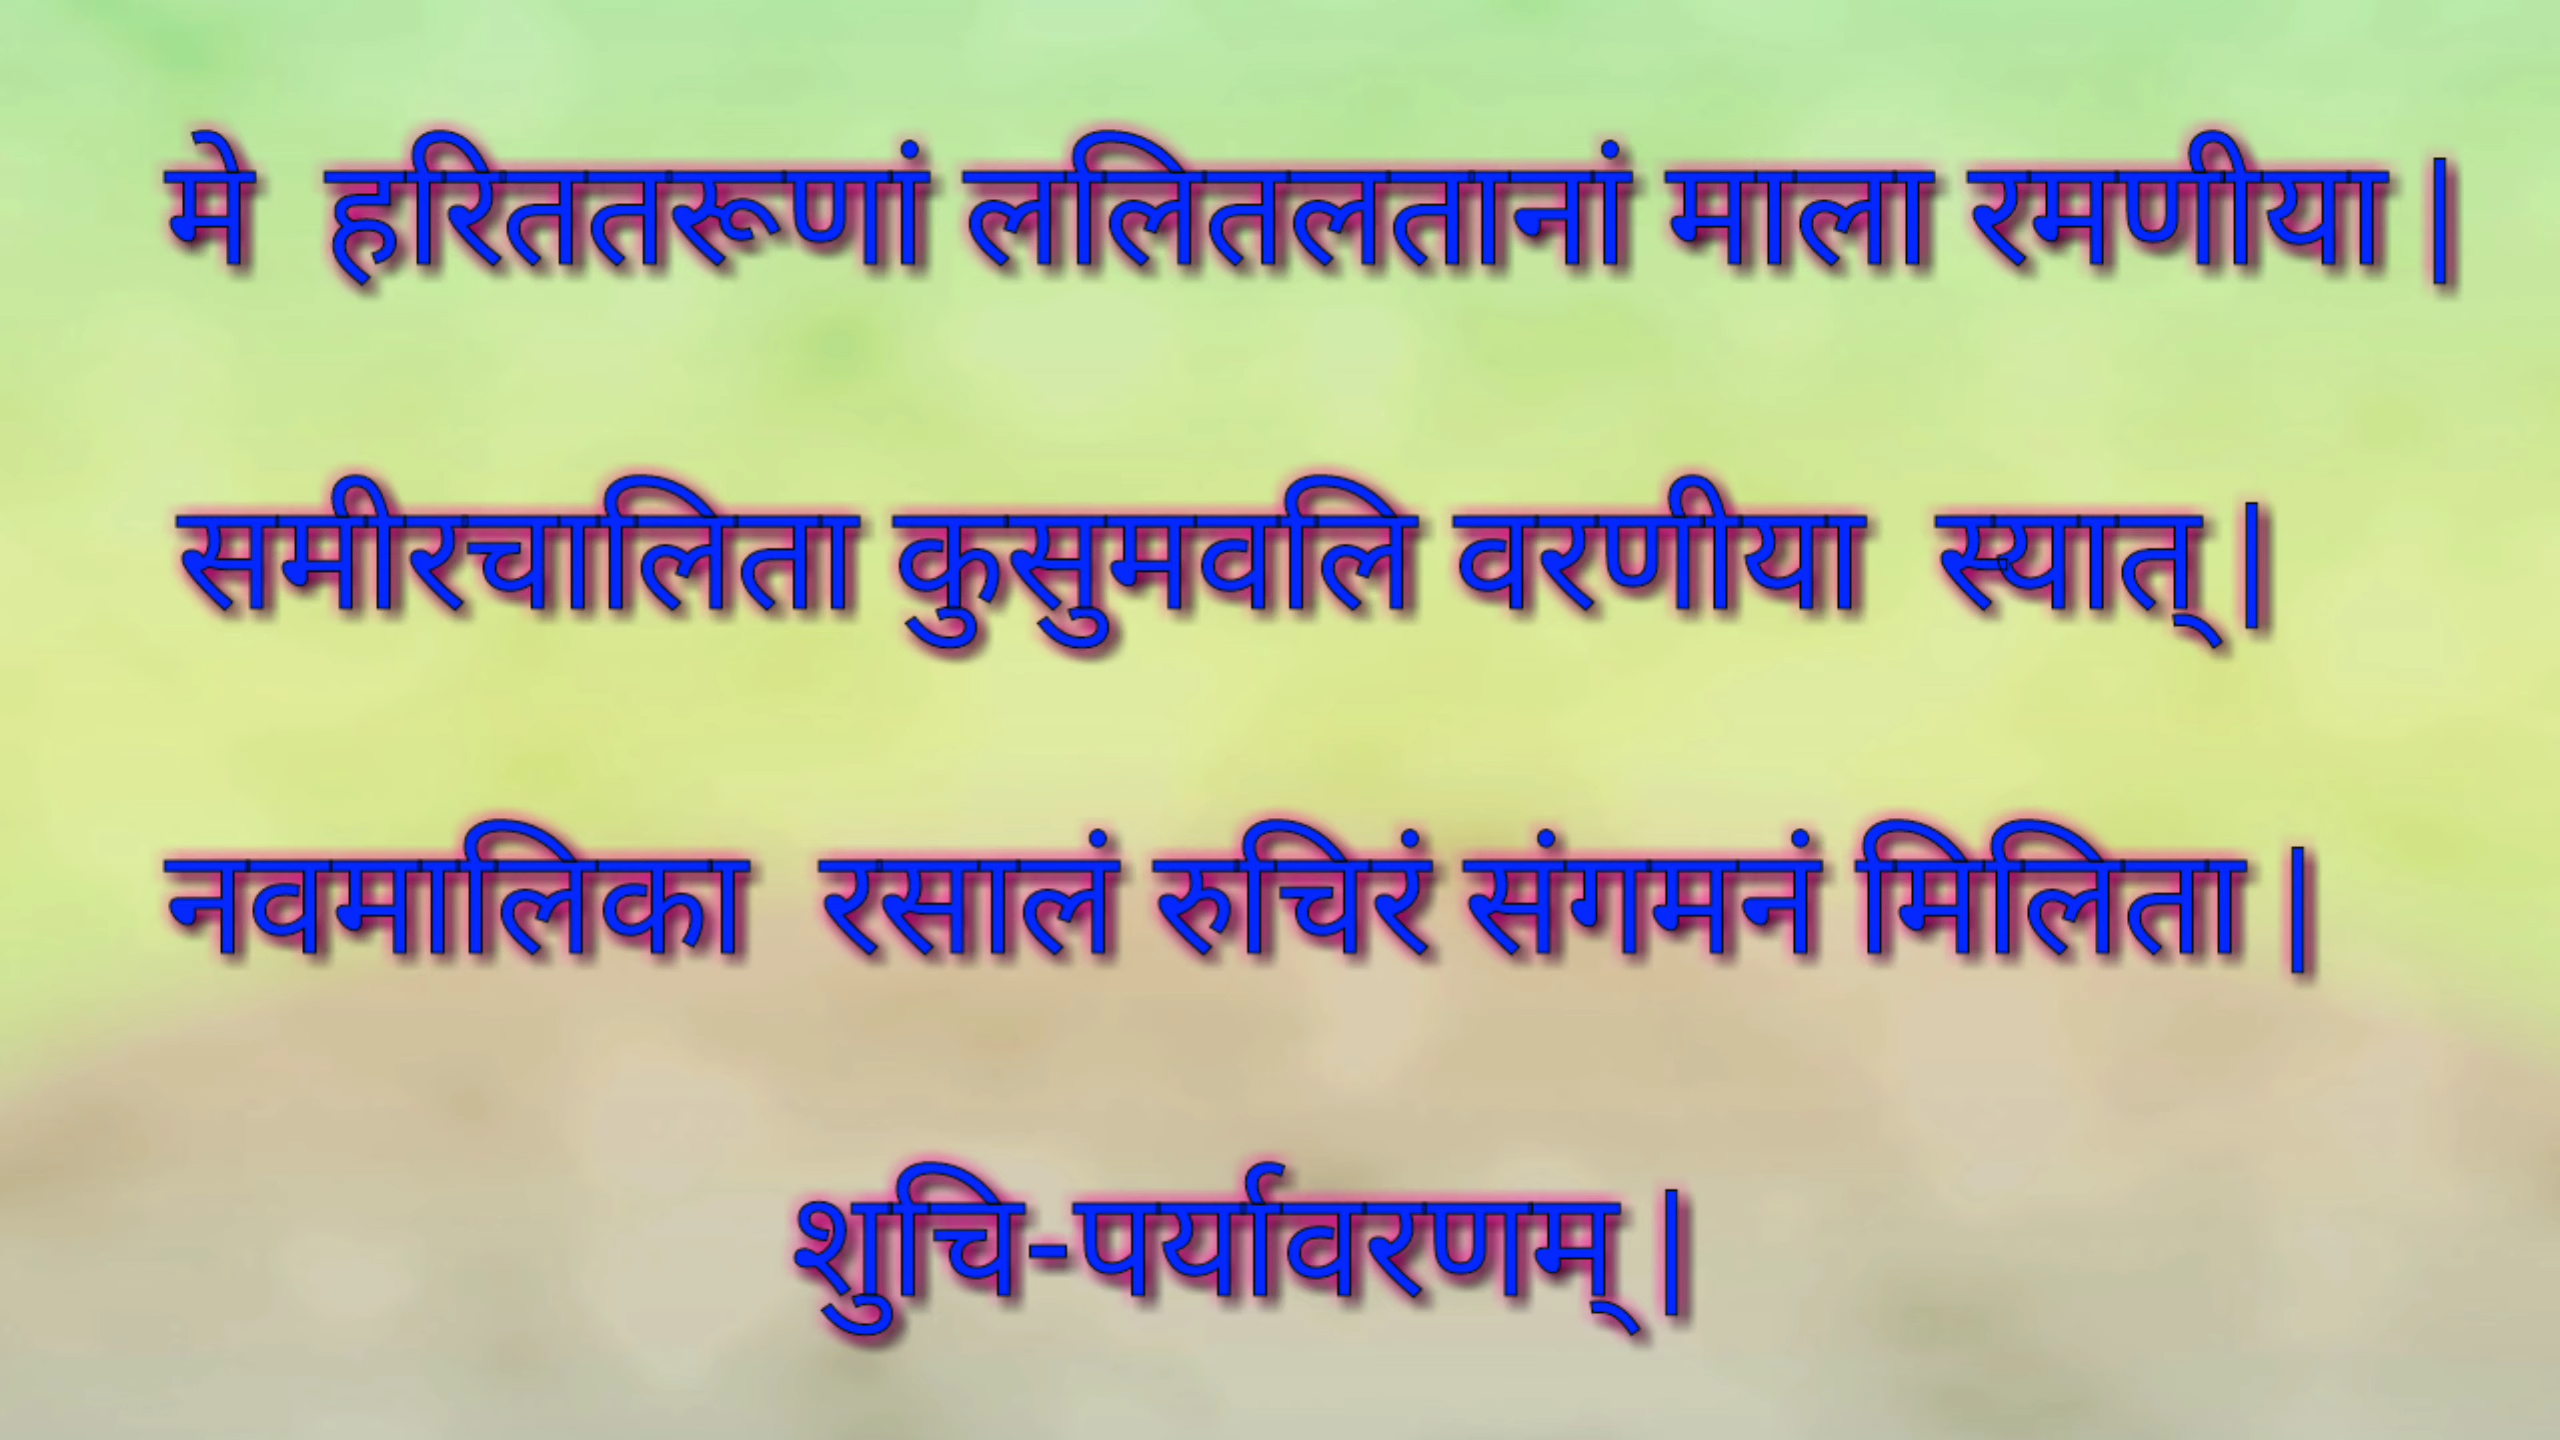 मे हरिततरूणां ललितलतानां माला रमणीया |
समीरचालिता कुसुमवलि वरणीया स्यात् |
नवमालिका रसालं रुचिरं संगमनं मिलिता |
शुचि-पर्यावरणम् |